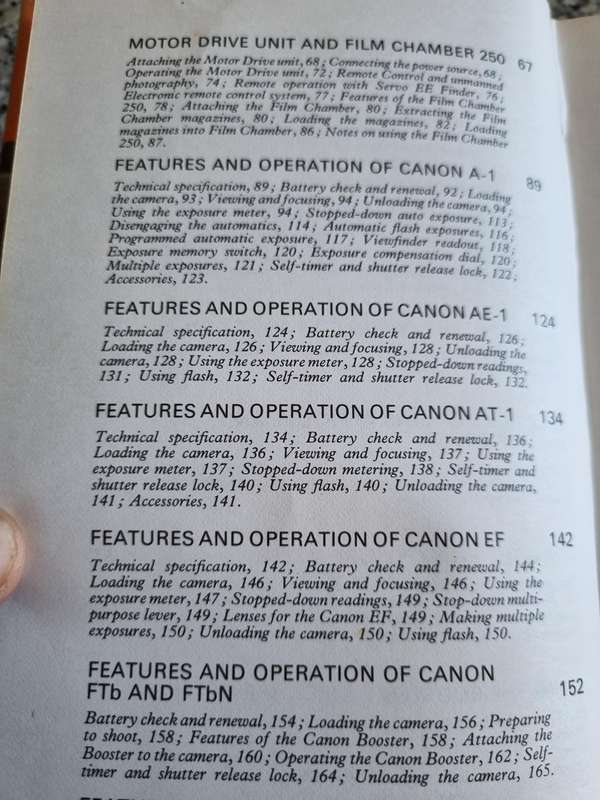 MOTOR DRIVE UNIT AND FILM CHAMBER 250 67
Attaching the Motor Drive unit, 68; Connecting the power source, 68;
Operating the Motor Drive unit, 72; Remote Control and unmanned
photography, 74; Remote operation with Servo EE Finder, 76;
Electronic remote control system, 77; Features of the Film Chamber
250, 78; Attaching the Film Chamber, 80; Extracting the Film
Chamber magazines, 80; Loading the magazines, 82; Loading
magazines into Film Chamber, 86; Notes on using the Film Chamber
250, 87.
FEATURES AND OPERATION OF CANON A-1 89
Technical specification, 89; Battery check and renewal, 92; Loading
the camera, 93; Viewing and focusing, 94; Unloading the camera, 94;
Using the exposure meter, 94; Stopped-down auto exposure, 113;
Disengaging the automatics, 114; Automatic flash exposures, 116;
Programmed automatic exposure, 117; Viewfinder readout, 118;
Exposure memory switch, 120; Exposure compensation dial, 120;
Multiple exposures, 121; Self-timer and shutter release lock, 122;
Accessories, 123.
FEATURES AND OPERATION OF CANON AE-1 124
Technical specification, 124; Battery check and renewal, 126;
Loading the camera, 126; Viewing and focusing, 128; Unloading the
camera, 128; Using the exposure meter, 128; Stopped-down readings,
131; Using flash, 132; Self-timer and shutter release lock, 132.
FEATURES AND OPERATION OF CANON AT-1 134
Technical specification, 134; Battery check and renewal, 136;
Loading the camera, 136; Viewing and focusing, 137; Using the
exposure meter, 137; Stopped-down metering, 138; Self-timer and
shutter release lock, 140; Using flash, 140; Unloading the camera,
141; Accessories, 141.
FEATURES AND OPERATION OF CANON EF 142
Technical specification, 142; Battery check and renewal, 144;
Loading the camera, 146; Viewing and focusing, 146; Using the
exposure meter, 147; Stopped-down readings, 149; Stop-down multi-
purpose lever, 149; Lenses for the Canon EF, 149; Making multiple
exposures, 150; Unloading the camera, 150; Using flash, 150.
FEATURES AND OPERATION OF CANON
FTb AND FTbN 152
Battery check and renewal, 154; Loading the camera, 156; Preparing
to shoot, 158; Features of the Canon Booster, 158; Attaching the
Booster to the camera, 160; Operating the Canon Booster, 162; Self-
timer and shutter release lock, 164; Unloading the camera, 165.